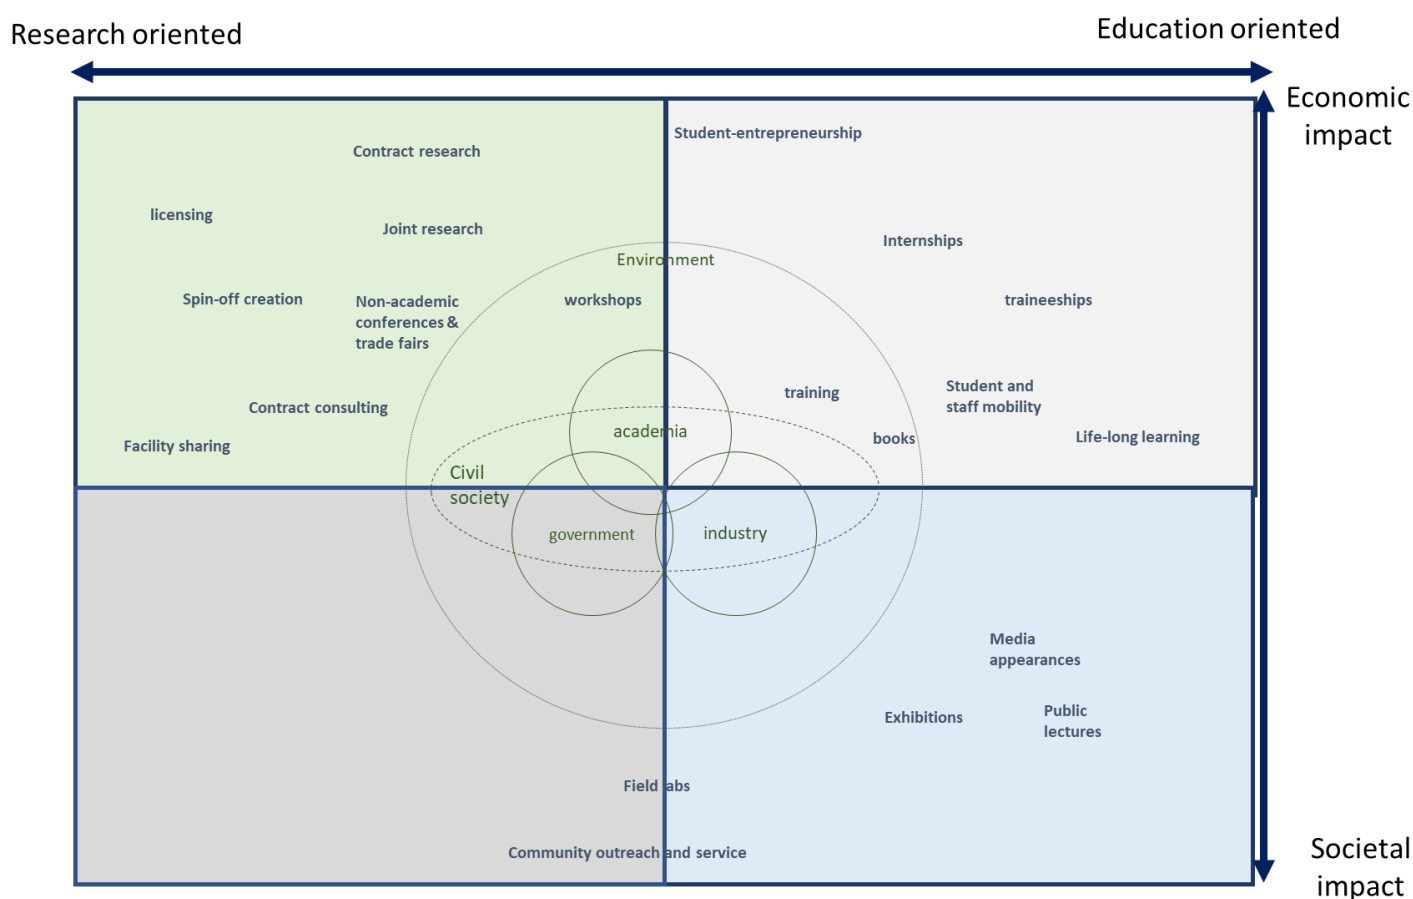 Research oriented
Education oriented
Economic
impact
Student-entrepreneurship
Contract research
licensing
Joint research
Internships
Environment
Spin-off creation
Non-academic
conferences &
trade fairs
workshops
traineeships
training
Student and
staff mobility
Contract consulting
Facility sharing
academia
books
Life-long learning
Civil
society
government
industry
Media
appearances
Exhibitions
Public
lectures
Field labs
Community outreach and service
Societal
impact